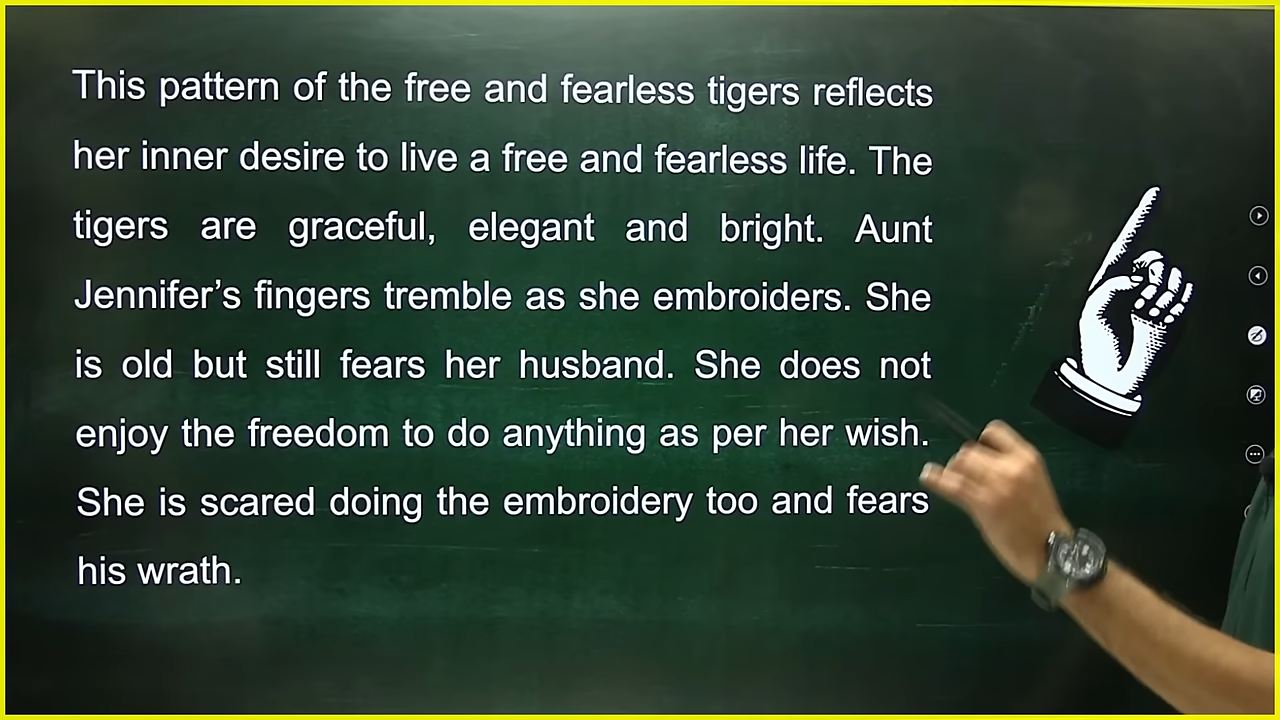 This pattern of the free and fearless tigers reflects
her inner desire to live a free and fearless life. The
tigers are graceful, elegant and bright. Aunt
Jennifer’s fingers tremble as she embroiders. She
is old but still fears her husband. She does not
enjoy the freedom to do anything as per her wish.
She is scared doing the embroidery too and fears
his wrath.